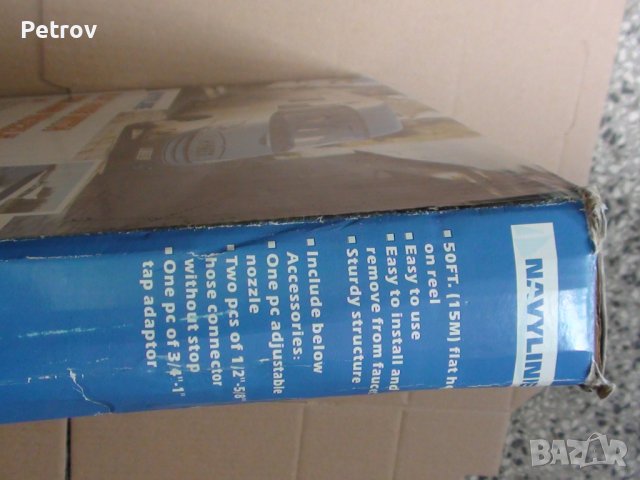 Petrov
NAVYLIN
▪ 50FT. (15M) flat
on reel
▪ Easy to use
▪ Easy to install and
remove from
▪ Sturdy structure
▪ Include below
Accessories:
▪ One pc adjustable
nozzle
▪ Two pcs of 1/2"-5/8"
hose connector
without stop
▪ One pc of 3/4"-1"
tap adaptor
BAZAR